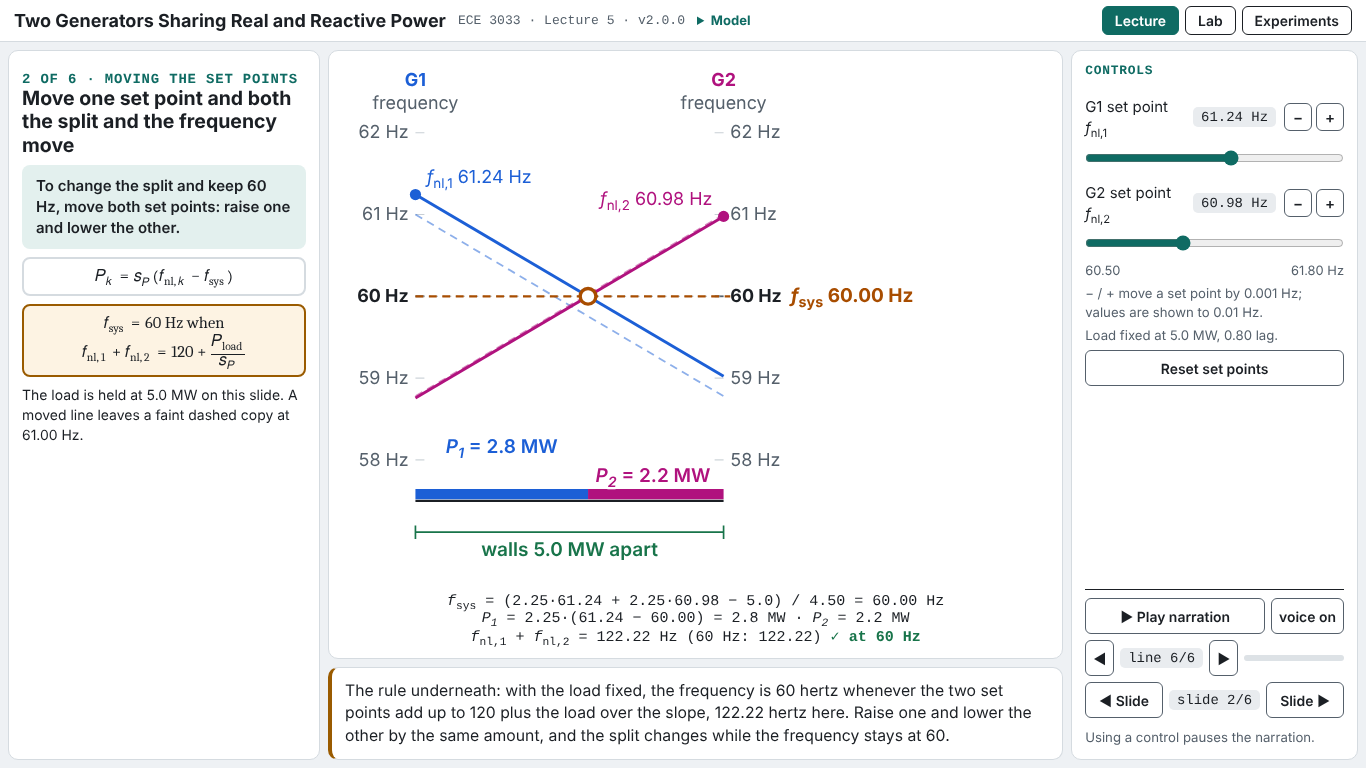 Two Generators Sharing Real and Reactive Power ECE 3033 · Lecture 5 · v2.0.0 ▶ Model
Lecture Lab Experiments
2 OF 6 · MOVING THE SET POINTS
Move one set point and both
the split and the frequency
move
To change the split and keep 60
Hz, move both set points: raise one
and lower the other.
P_k = s_P (f_nl,k − f_sys)
f_sys = 60 Hz when
f_nl,1 + f_nl,2 = 120 + P_load / s_P
The load is held at 5.0 MW on this slide. A
moved line leaves a faint dashed copy at
61.00 Hz.
G1 G2
frequency frequency
62 Hz 62 Hz
f_nl,1 61.24 Hz
f_nl,2 60.98 Hz
61 Hz 61 Hz
60 Hz 60 Hz f_sys 60.00 Hz
59 Hz 59 Hz
P_1 = 2.8 MW
58 Hz 58 Hz
P_2 = 2.2 MW
walls 5.0 MW apart
f_sys = (2.25·61.24 + 2.25·60.98 − 5.0) / 4.50 = 60.00 Hz
P_1 = 2.25·(61.24 − 60.00) = 2.8 MW · P_2 = 2.2 MW
f_nl,1 + f_nl,2 = 122.22 Hz (60 Hz: 122.22) ✓ at 60 Hz
The rule underneath: with the load fixed, the frequency is 60 hertz whenever the two set
points add up to 120 plus the load over the slope, 122.22 hertz here. Raise one and lower the
other by the same amount, and the split changes while the frequency stays at 60.
CONTROLS
G1 set point
f_nl,1 61.24 Hz − +
G2 set point
f_nl,2 60.98 Hz − +
60.50 61.80 Hz
− / + move a set point by 0.001 Hz;
values are shown to 0.01 Hz.
Load fixed at 5.0 MW, 0.80 lag.
Reset set points
▶ Play narration voice on
◀ line 6/6 ▶
◀ Slide slide 2/6 Slide ▶
Using a control pauses the narration.